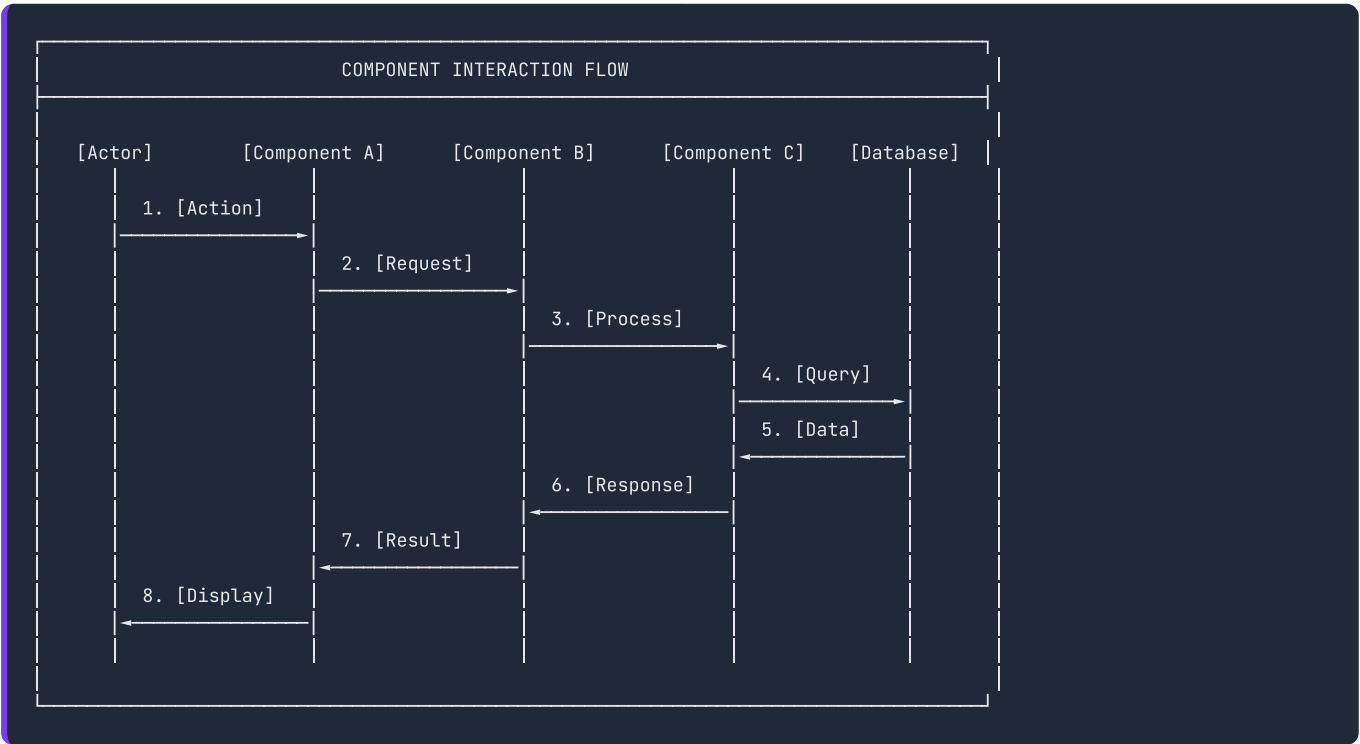 COMPONENT INTERACTION FLOW
[Actor] [Component A] [Component B] [Component C] [Database]
1. [Action]
2. [Request]
3. [Process]
4. [Query]
5. [Data]
6. [Response]
7. [Result]
8. [Display]